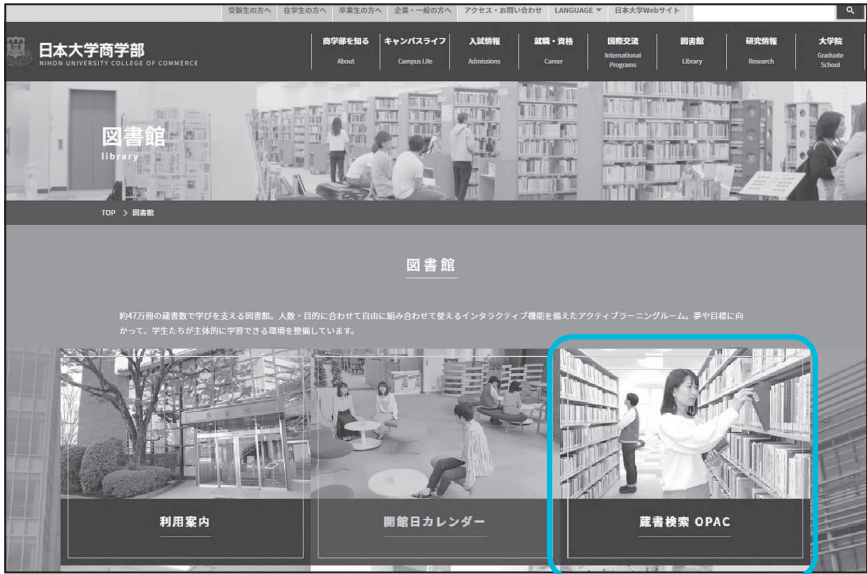 受験生の方へ 在学生の方へ 卒業生の方へ 企業・一般の方へ アクセス・お問い合わせ LANGUAGE ▼ 日本大学Webサイト
日本大学商学部
NIHON UNIVERSITY COLLEGE OF COMMERCE
商学部を知る
About
キャンパスライフ
Campus Life
入試情報
Admissions
就職・資格
Career
国際交流
International
Programs
図書館
Library
研究情報
Research
大学院
Graduate
School
図書館
library
TOP > 図書館
図書館
約47万冊の蔵書数で学びを支える図書館。人数・目的に合わせて自由に組み合わせて使えるインタラクティブ機能を備えたアクティブラーニングルーム。夢や目標に向
かって、学生たちが主体的に学習できる環境を整備しています。
利用案内
開館日カレンダー
蔵書検索 OPAC